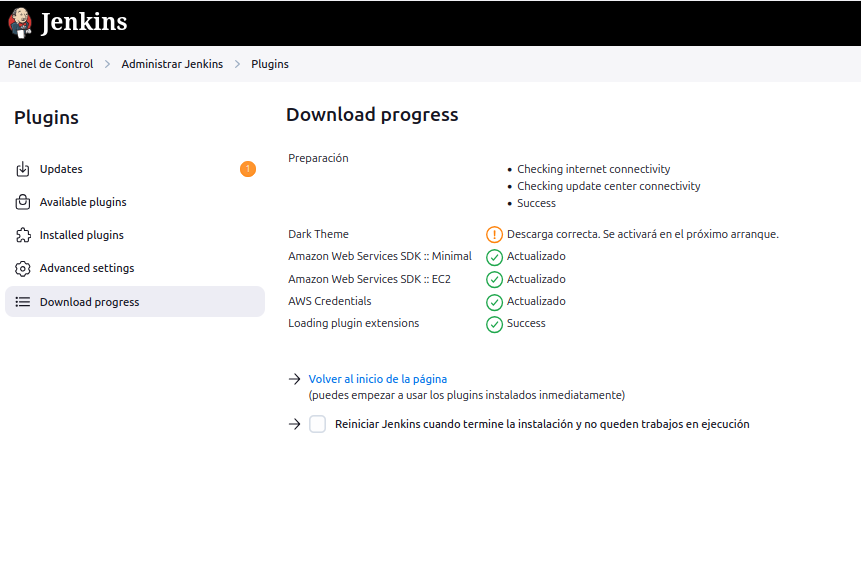 Jenkins
Panel de Control > Administrar Jenkins > Plugins
Plugins
Updates 1
Available plugins
Installed plugins
Advanced settings
Download progress
Download progress
Preparación
• Checking internet connectivity
• Checking update center connectivity
• Success
Dark Theme Descarga correcta. Se activará en el próximo arranque.
Amazon Web Services SDK :: Minimal Actualizado
Amazon Web Services SDK :: EC2 Actualizado
AWS Credentials Actualizado
Loading plugin extensions Success
→ Volver al inicio de la página
(puedes empezar a usar los plugins instalados inmediatamente)
→ Reiniciar Jenkins cuando termine la instalación y no queden trabajos en ejecución